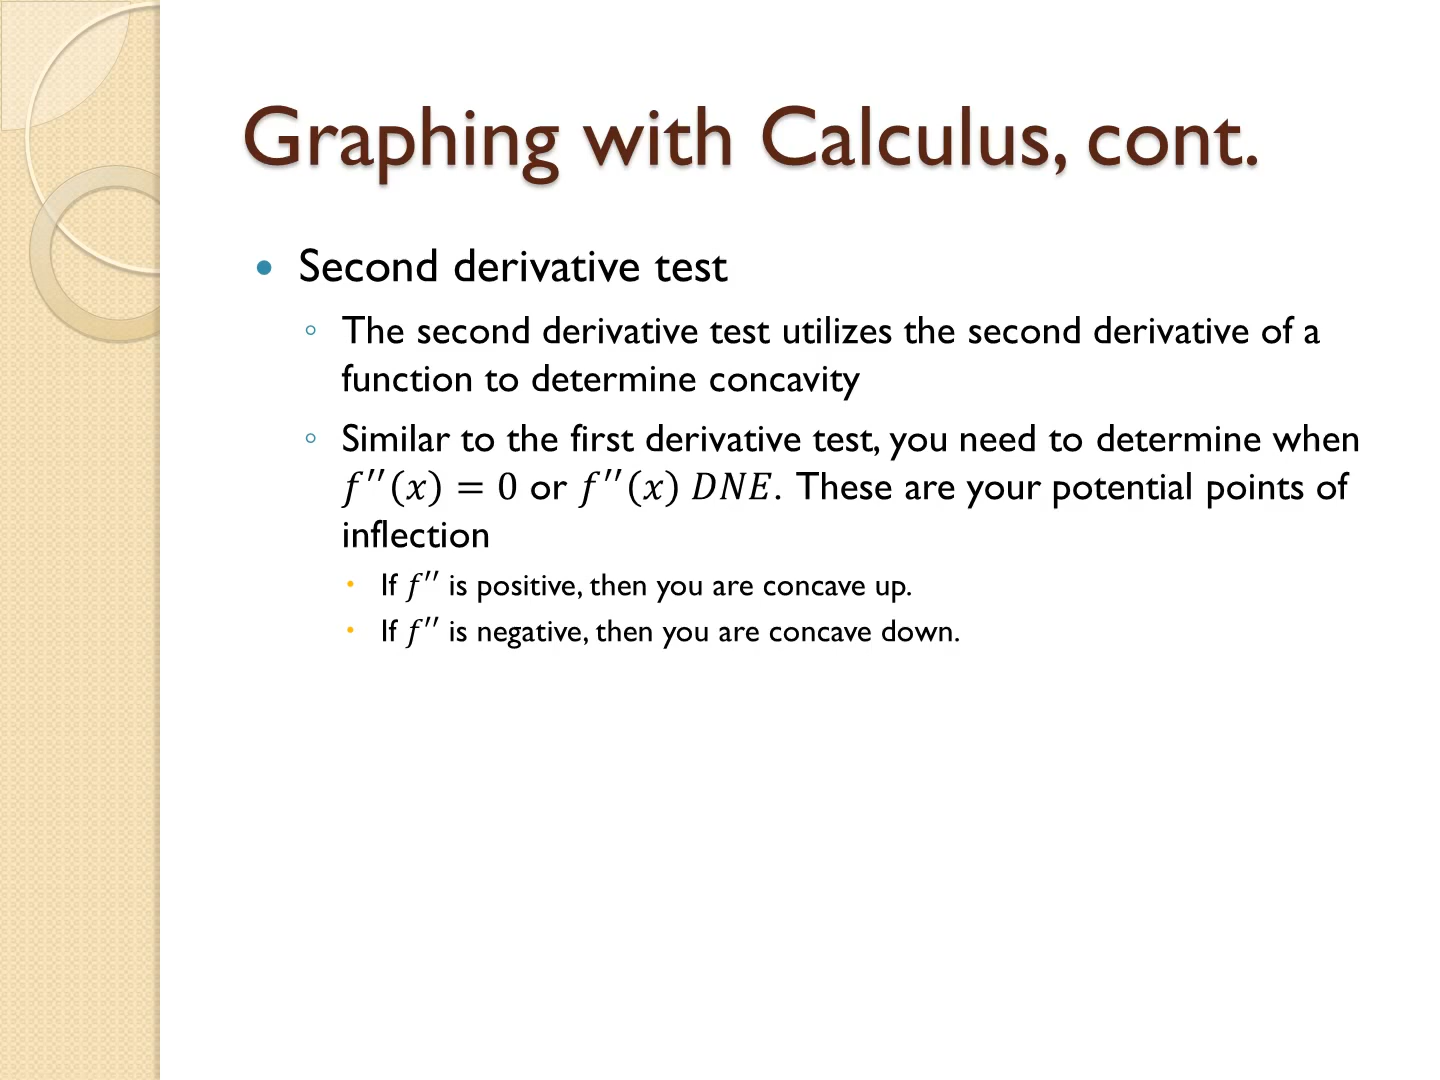 Graphing with Calculus, cont.
• Second derivative test
◦ The second derivative test utilizes the second derivative of a
function to determine concavity
◦ Similar to the first derivative test, you need to determine when
𝑓′′(𝑥) = 0 or 𝑓′′(𝑥) 𝐷𝑁𝐸. These are your potential points of
inflection
• If 𝑓′′ is positive, then you are concave up.
• If 𝑓′′ is negative, then you are concave down.